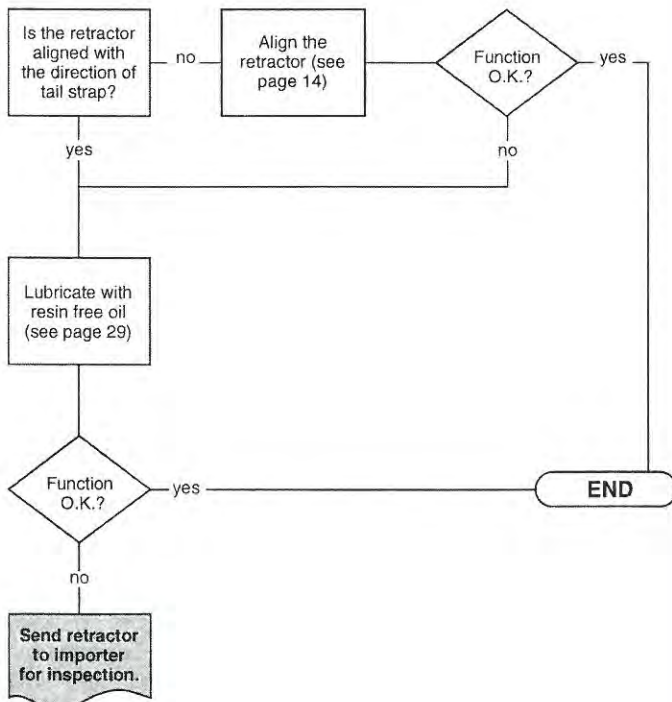 Is the retractor
aligned with
the direction of
tail strap?
no
Align the
retractor (see
page 14)
Function
O.K.?
yes
yes
no
Lubricate with
resin free oil
(see page 29)
Function
O.K.?
yes
END
no
Send retractor
to importer
for inspection.